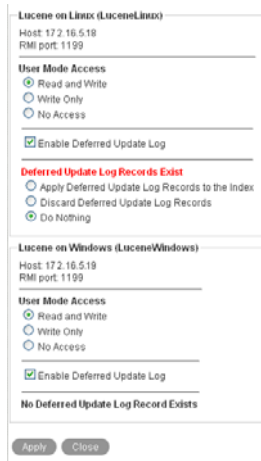 Lucene on Linux (LuceneLinux)
Host: 172.16.5.18
RMI port: 1199
User Mode Access
Read and Write
Write Only
No Access
Enable Deferred Update Log
Deferred Update Log Records Exist
Apply Deferred Update Log Records to the Index
Discard Deferred Update Log Records
Do Nothing
Lucene on Windows (LuceneWindows)
Host: 172.16.5.19
RMI port: 1199
User Mode Access
Read and Write
Write Only
No Access
Enable Deferred Update Log
No Deferred Update Log Record Exists
Apply Close